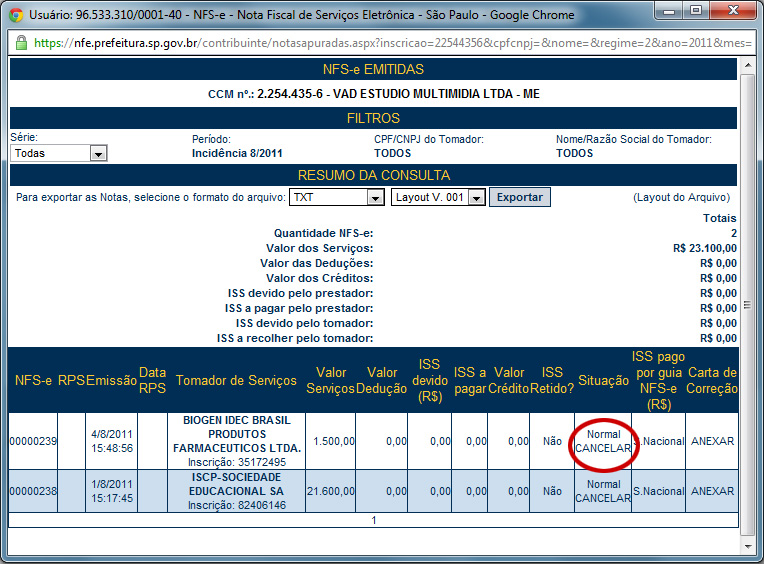 Usuário: 96.533.310/0001-40 - NFS-e - Nota Fiscal de Serviços Eletrônica - São Paulo - Google Chrome
https://nfe.prefeitura.sp.gov.br/contribuinte/notasapuradas.aspx?inscricao=22544356&cpfcnpj=&nome=&regime=2&ano=2011&mes=
NFS-e EMITIDAS
CCM nº.: 2.254.435-6 - VAD ESTUDIO MULTIMIDIA LTDA - ME
FILTROS
Série: Período: CPF/CNPJ do Tomador: Nome/Razão Social do Tomador:
Todas Incidência 8/2011 TODOS TODOS
RESUMO DA CONSULTA
Para exportar as Notas, selecione o formato do arquivo: TXT Layout V. 001 Exportar (Layout do Arquivo)
Totais
Quantidade NFS-e: 2
Valor dos Serviços: R$ 23.100,00
Valor das Deduções: R$ 0,00
Valor dos Créditos: R$ 0,00
ISS devido pelo prestador: R$ 0,00
ISS a pagar pelo prestador: R$ 0,00
ISS devido pelo tomador: R$ 0,00
ISS a recolher pelo tomador: R$ 0,00
NFS-e RPS Emissão Data RPS Tomador de Serviços Valor Serviços Valor Dedução ISS devido (R$) ISS a pagar Valor Crédito ISS Retido? Situação ISS pago por guia NFS-e (R$) Carta de Correção
00000239 4/8/2011 15:48:56 BIOGEN IDEC BRASIL PRODUTOS FARMACEUTICOS LTDA. Inscrição: 35172495 1.500,00 0,00 0,00 0,00 0,00 Não Normal CANCELAR S.Nacional ANEXAR
00000238 1/8/2011 15:17:45 ISCP-SOCIEDADE EDUCACIONAL SA Inscrição: 82406146 21.600,00 0,00 0,00 0,00 0,00 Não Normal CANCELAR S.Nacional ANEXAR
1